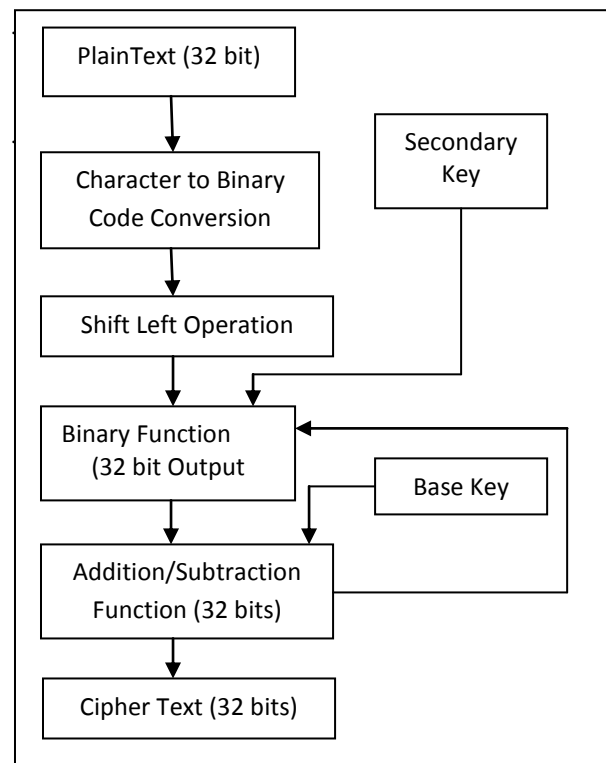 PlainText (32 bit)
Character to Binary
Code Conversion
Secondary
Key
Shift Left Operation
Binary Function
(32 bit Output
Base Key
Addition/Subtraction
Function (32 bits)
Cipher Text (32 bits)